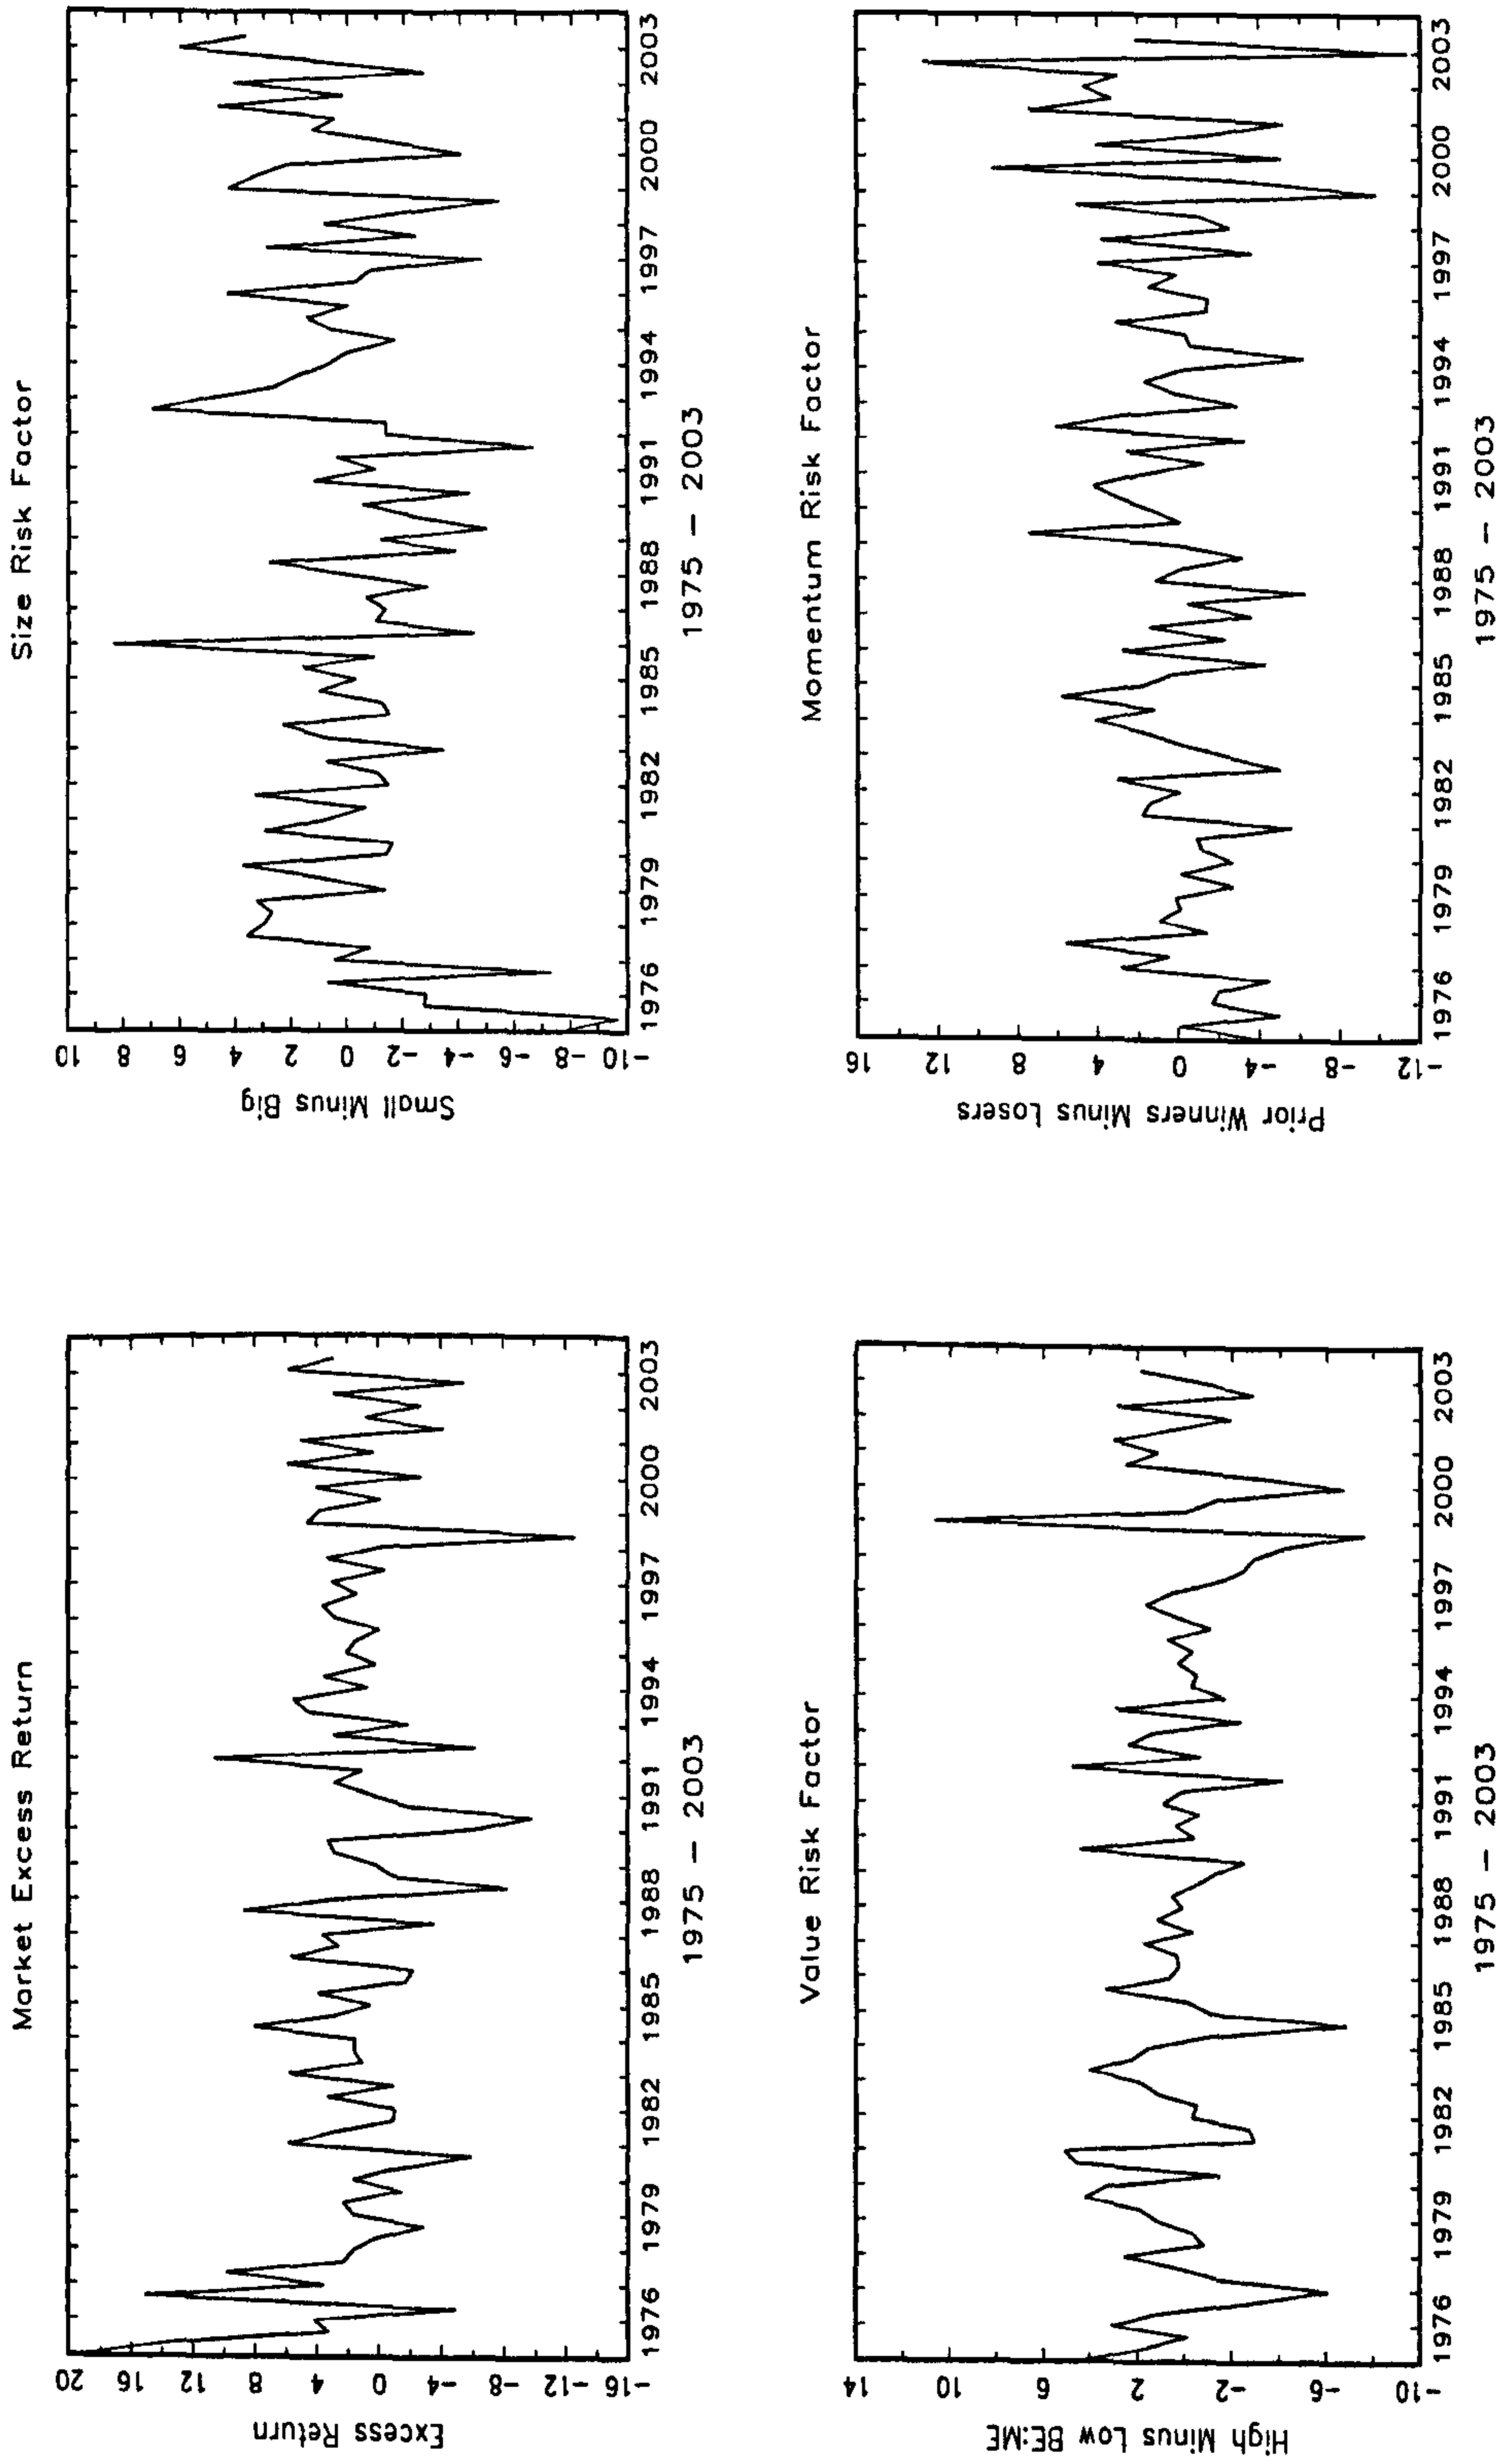 Market Excess Return
Excess Return
20 16 12 8 4 0 -4 -8 -12 -16
1976 1979 1982 1985 1988 1991 1994 1997 2000 2003
1975 – 2003
Size Risk Factor
Small Minus Big
10 8 6 4 2 0 -2 -4 -6 -8 -10
1976 1979 1982 1985 1988 1991 1994 1997 2000 2003
1975 – 2003
Value Risk Factor
High Minus Low BE:ME
14 10 6 2 -2 -6 -10
1976 1979 1982 1985 1988 1991 1994 1997 2000 2003
1975 – 2003
Momentum Risk Factor
Prior Winners Minus Losers
16 12 8 4 0 -4 -8 -12
1976 1979 1982 1985 1988 1991 1994 1997 2000 2003
1975 – 2003